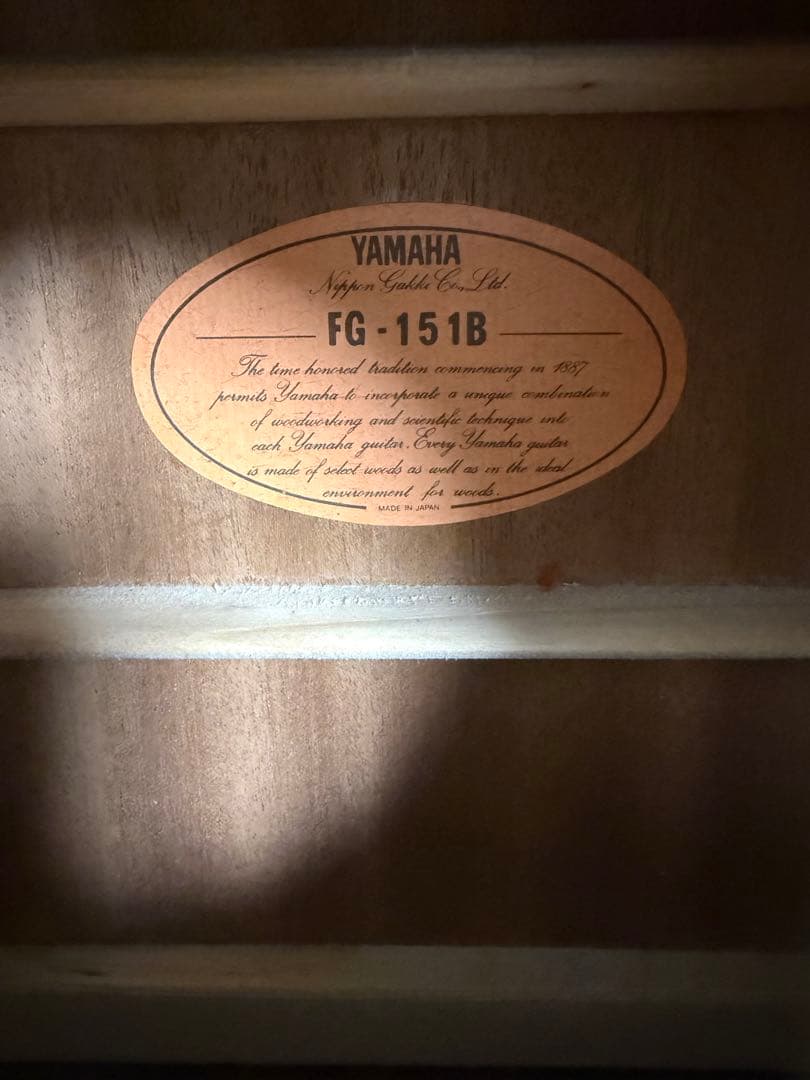 YAMAHA
Nippon Gakki Co., Ltd.
FG-151B
The time honored tradition commencing in 1887
permits Yamaha to incorporate a unique combination
of woodworking and scientific technique into
each Yamaha guitar. Every Yamaha guitar
is made of select woods as well as in the ideal
environment for woods.
MADE IN JAPAN